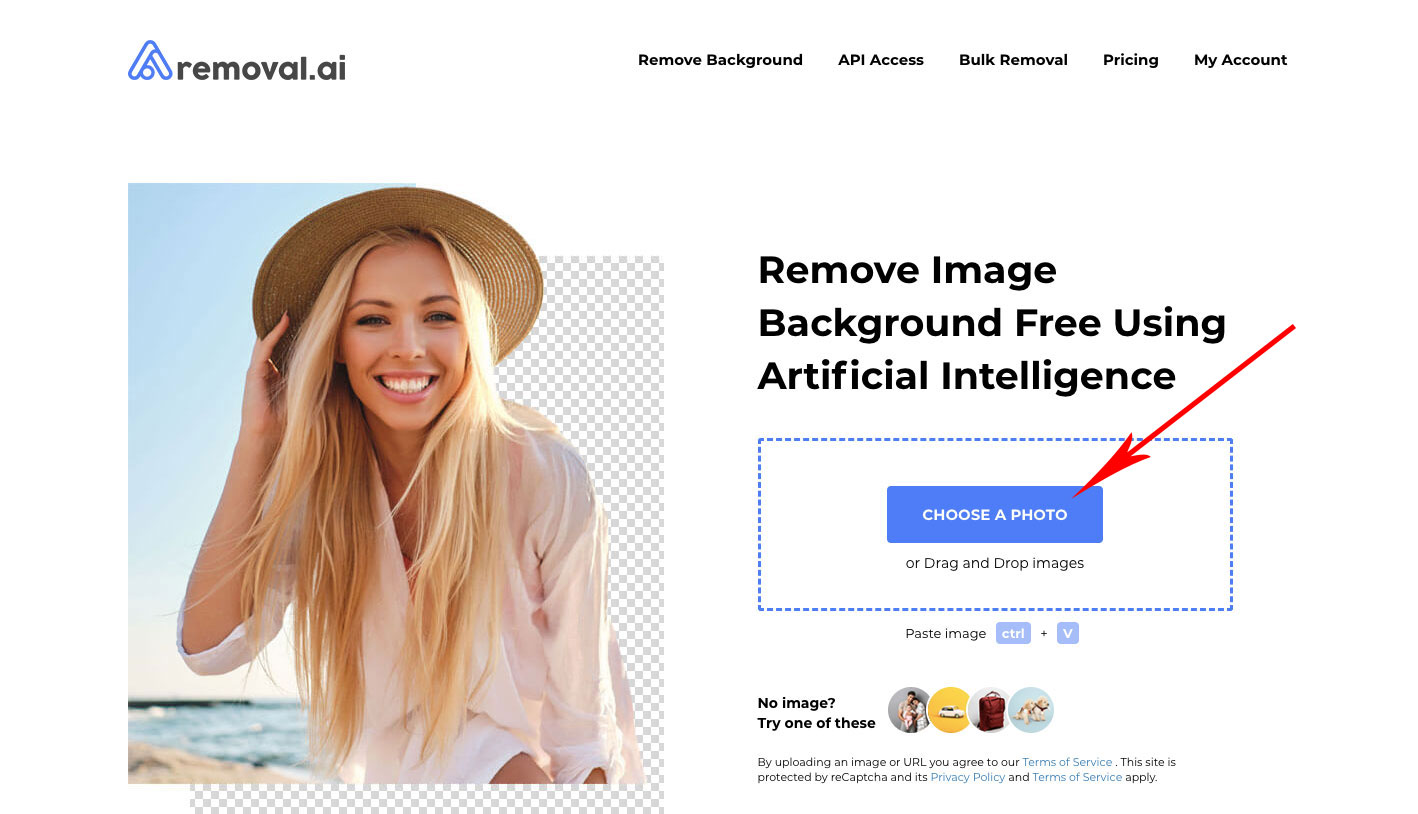 removal.ai
Remove Background
API Access
Bulk Removal
Pricing
My Account
Remove Image
Background Free Using
Artificial Intelligence
CHOOSE A PHOTO
or Drag and Drop images
Paste image ctrl + V
No image?
Try one of these
By uploading an image or URL you agree to our Terms of Service . This site is
protected by reCaptcha and its Privacy Policy and Terms of Service apply.